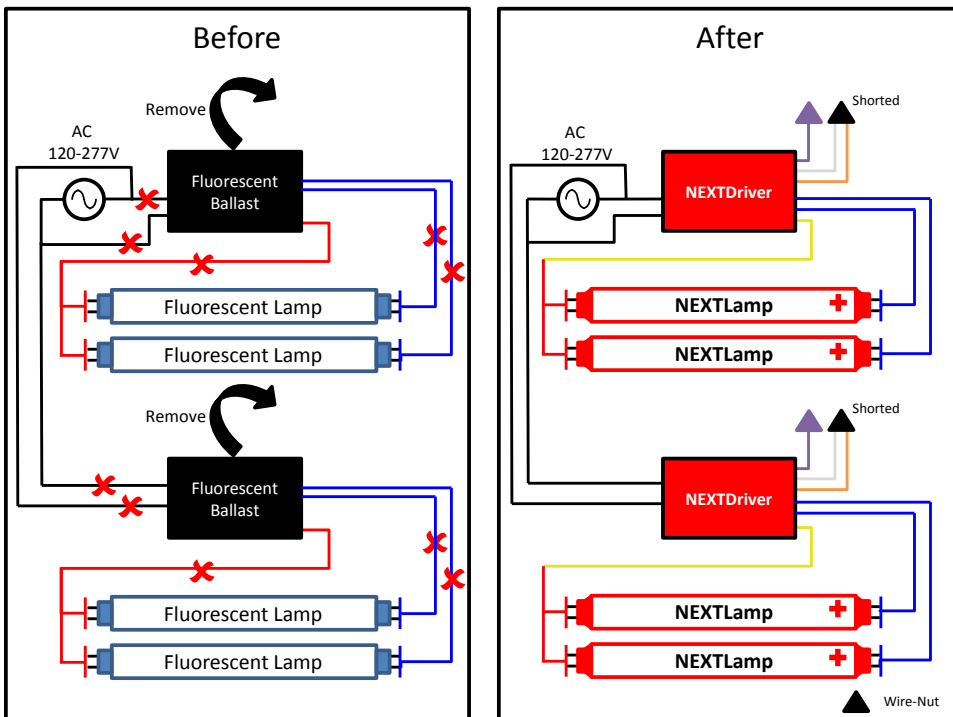 Before
Remove
AC
120-277V
Fluorescent
Ballast
Fluorescent Lamp
Fluorescent Lamp
Remove
Fluorescent
Ballast
Fluorescent Lamp
Fluorescent Lamp
After
Shorted
AC
120-277V
NEXTDriver
NEXTLamp
NEXTLamp
Shorted
NEXTDriver
NEXTLamp
NEXTLamp
Wire-Nut